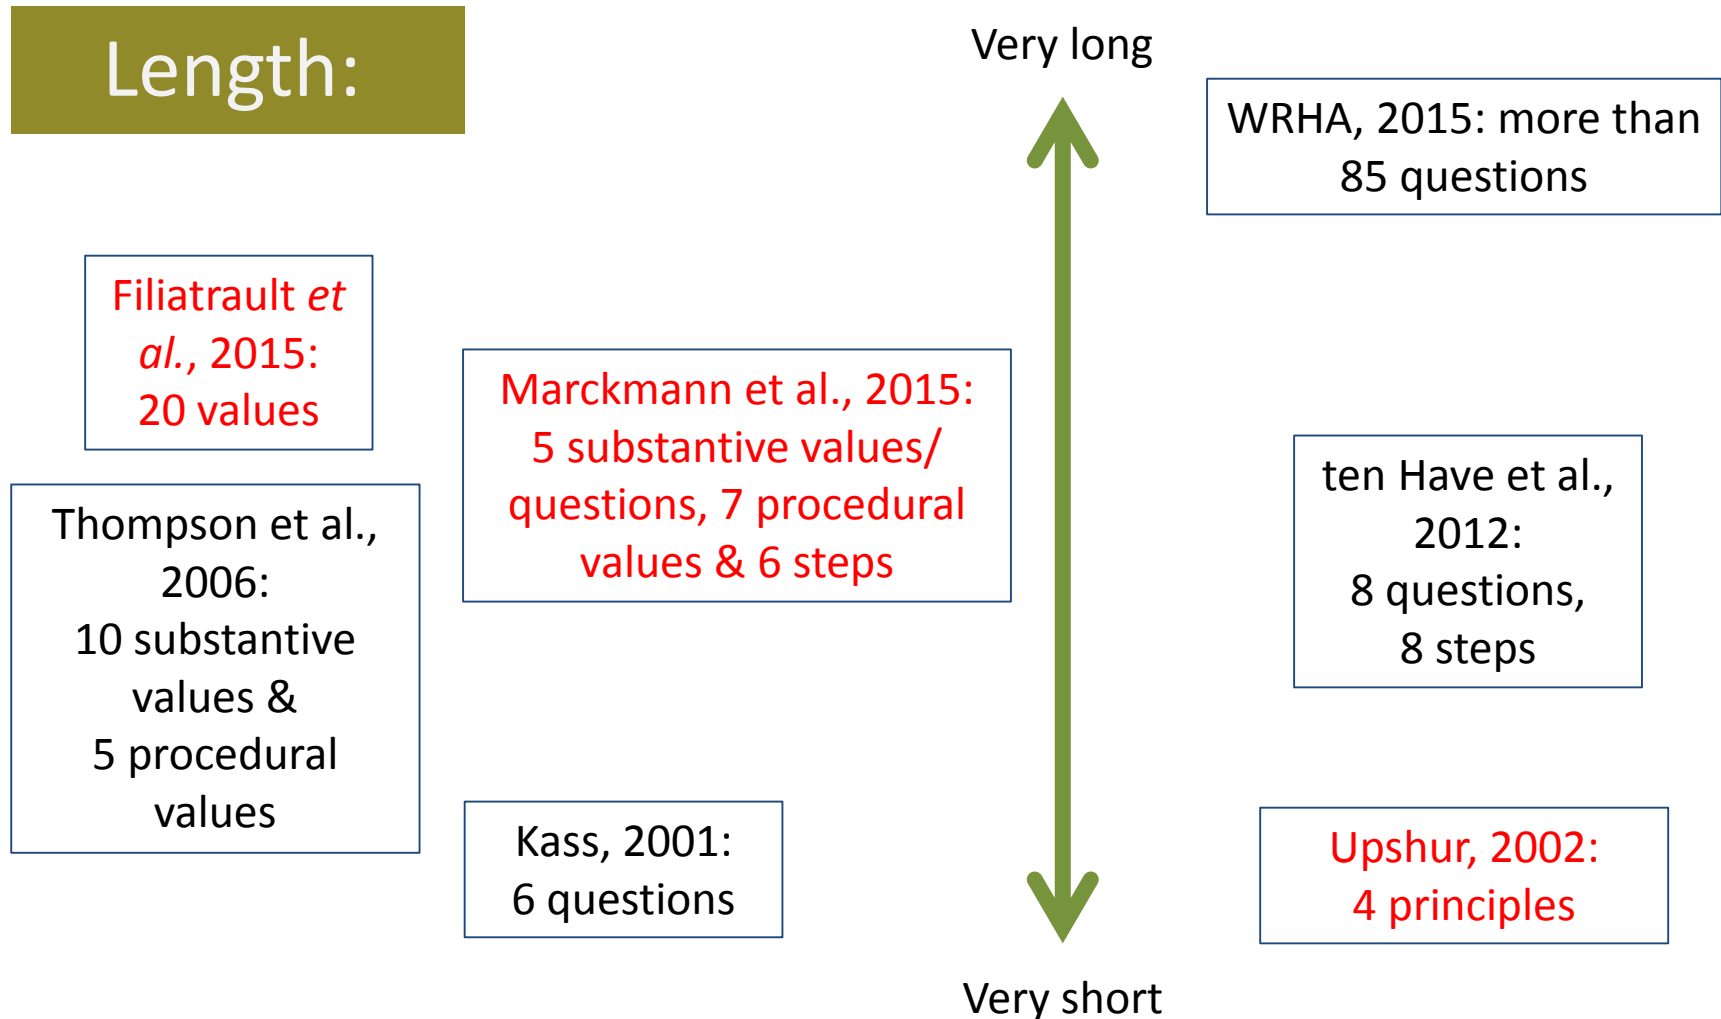 Length:
Very long
WRHA, 2015: more than
85 questions
Filiatrault et
al., 2015:
20 values
Marckmann et al., 2015:
5 substantive values/
questions, 7 procedural
values & 6 steps
ten Have et al.,
2012:
8 questions,
8 steps
Thompson et al.,
2006:
10 substantive
values &
5 procedural
values
Kass, 2001:
6 questions
Upshur, 2002:
4 principles
Very short